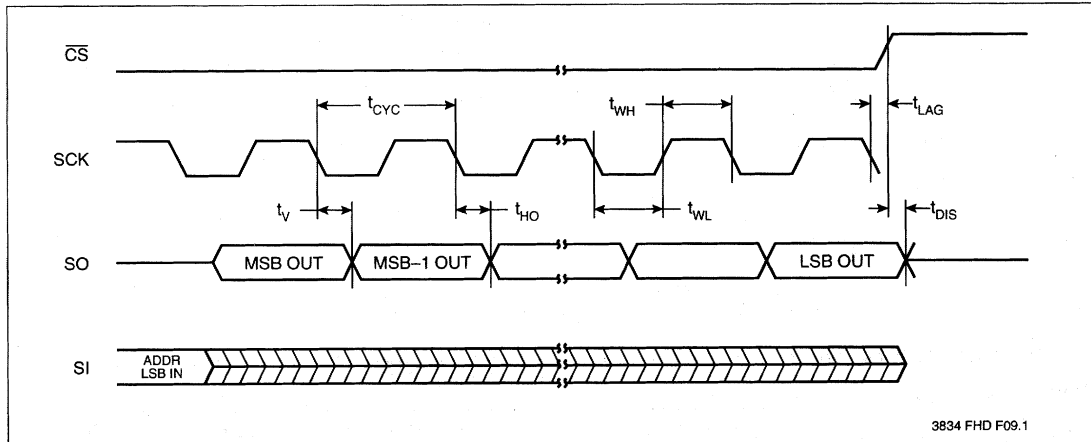 CS
tCYC
tWH
tLAG
SCK
tV
tHO
tWL
tDIS
SO
MSB OUT
MSB–1 OUT
LSB OUT
SI
ADDR
LSB IN
3834 FHD F09.1